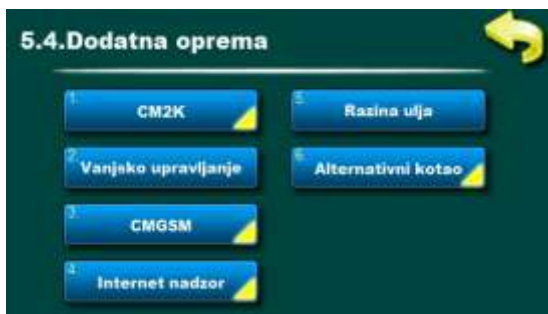 5.4.Dodatna oprema
1. CM2K
2. Vanjsko upravljanje
3. CMGSM
4. Internet nadzor
5. Razina ulja
6. Alternativni kotao